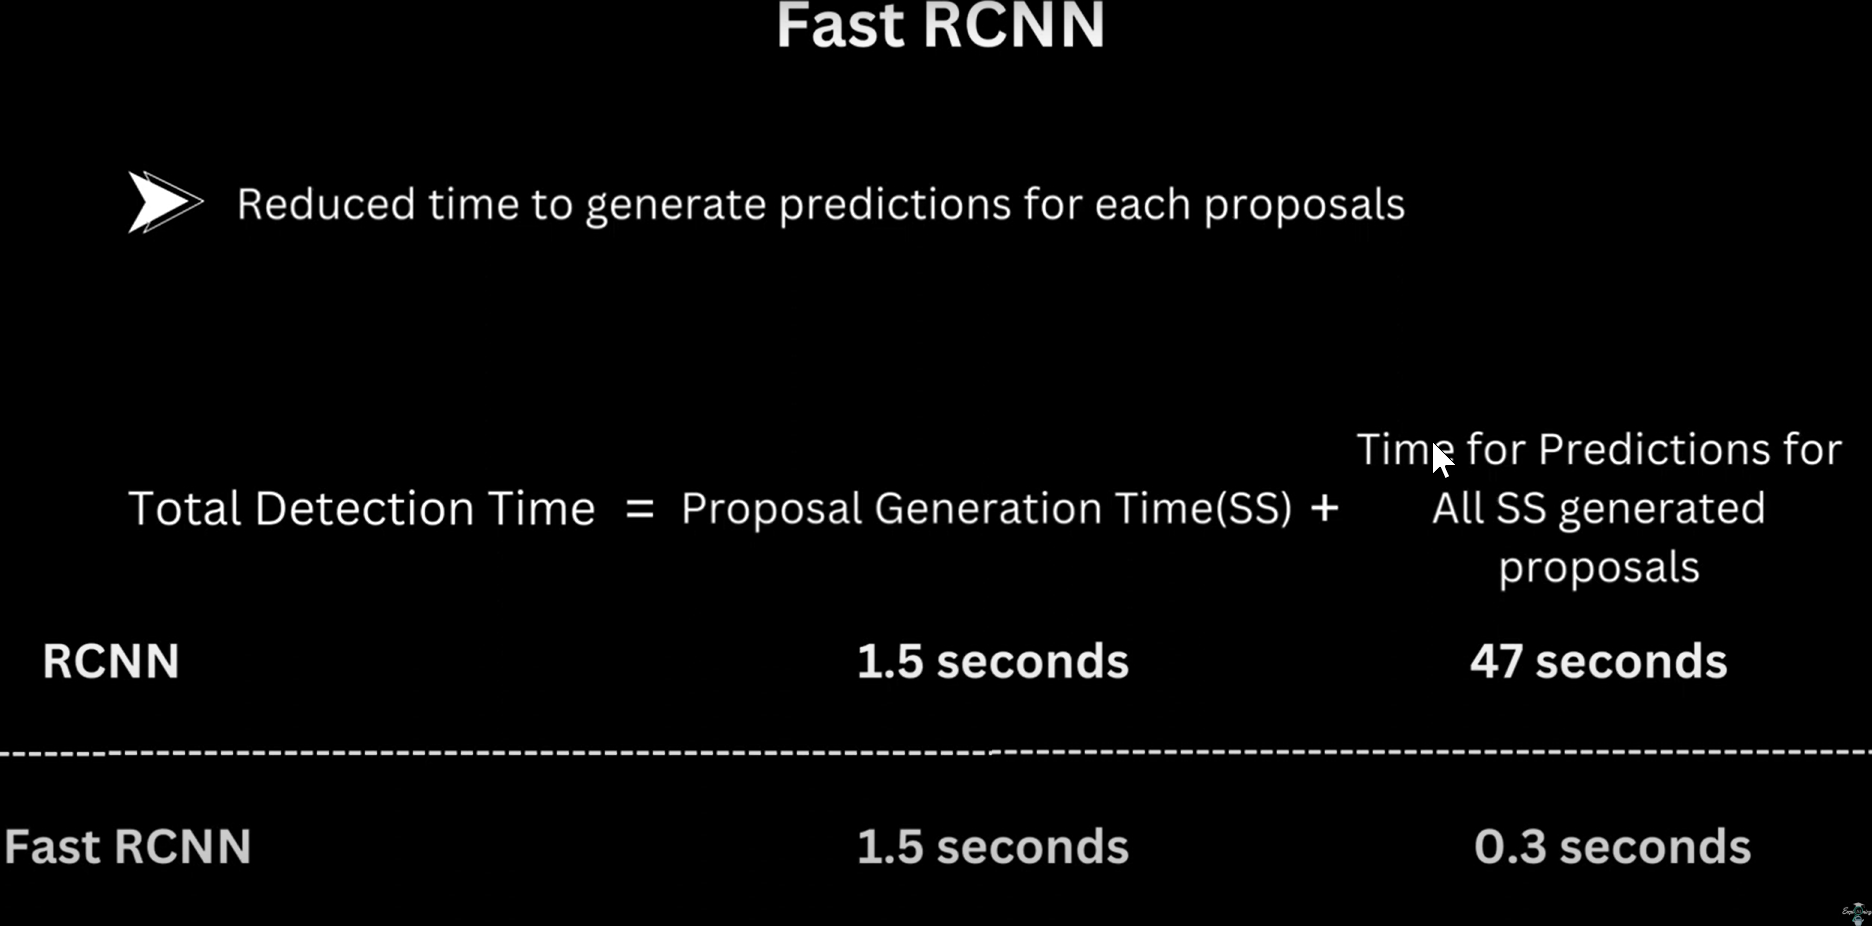 Fast RCNN
Reduced time to generate predictions for each proposals
Total Detection Time = Proposal Generation Time(SS) +
Time for Predictions for
All SS generated
proposals
RCNN 1.5 seconds 47 seconds
Fast RCNN 1.5 seconds 0.3 seconds